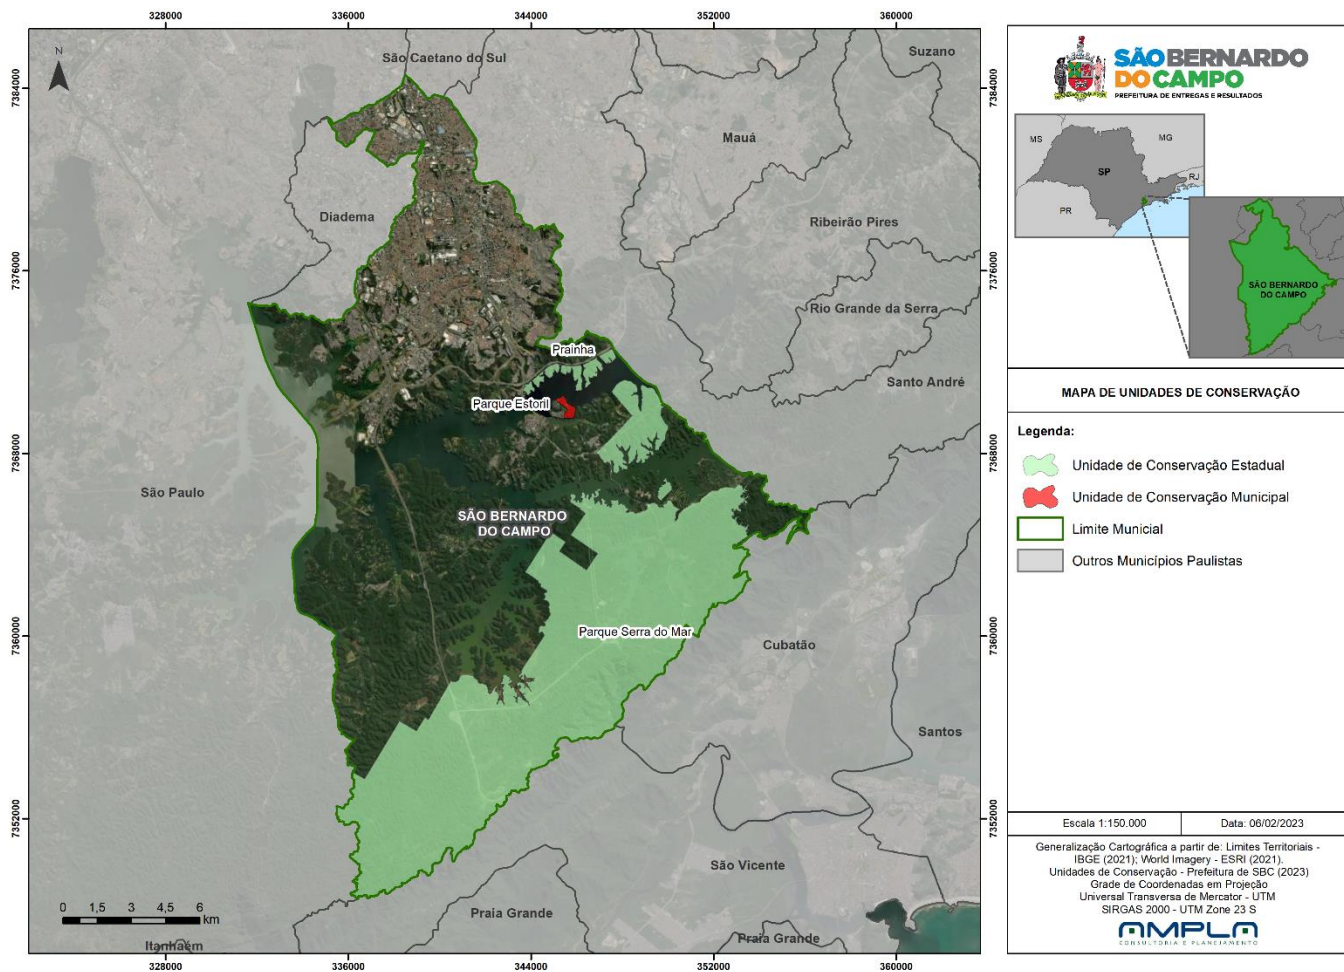 328000
336000
344000
352000
360000
N
São Caetano do Sul
Suzano
7384000
7384000
Mauá
Diadema
Ribeirão Pires
7376000
7376000
Rio Grande da Serra
Prainha
Santo André
Parque Estoril
7368000
7368000
São Paulo
SÃO BERNARDO
DO CAMPO
7360000
7360000
Parque Serra do Mar
Cubatão
Santos
7352000
7352000
São Vicente
Praia Grande
Praia Grande
Itanhaém
0 1,5 3 4,5 6
km
328000
336000
344000
352000
360000
SÃO BERNARDO
DO CAMPO
PREFEITURA DE ENTREGAS E RESULTADOS
MS
MG
SP
RJ
PR
SÃO BERNARDO
DO CAMPO
MAPA DE UNIDADES DE CONSERVAÇÃO
Legenda:
Unidade de Conservação Estadual
Unidade de Conservação Municipal
Limite Municial
Outros Municípios Paulistas
Escala 1:150.000
Data: 06/02/2023
Generalização Cartográfica a partir de: Limites Territoriais -
IBGE (2021); World Imagery - ESRI (2021).
Unidades de Conservação - Prefeitura de SBC (2023)
Grade de Coordenadas em Projeção
Universal Transversa de Mercator - UTM
SIRGAS 2000 - UTM Zone 23 S
AMPLA
CONSULTORIA E PLANEJAMENTO